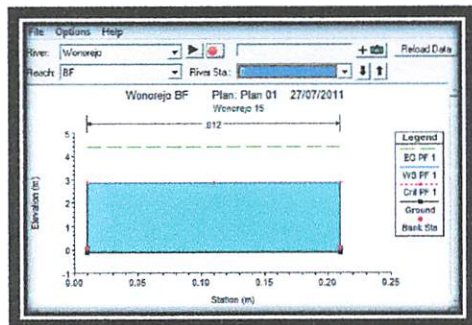 File Options Help
River: Wonorejo
Reload Data
Reach: BF River Sta.:
Wonorejo BF Plan: Plan 01 27/07/2011
Wonorejo 15
.012
Legend
EG PF 1
WS PF 1
Crit PF 1
Ground
Bank Sta
Elevation (m)
5
4
3
2
1
0
-1
0.00 0.05 0.10 0.15 0.20 0.25
Station (m)